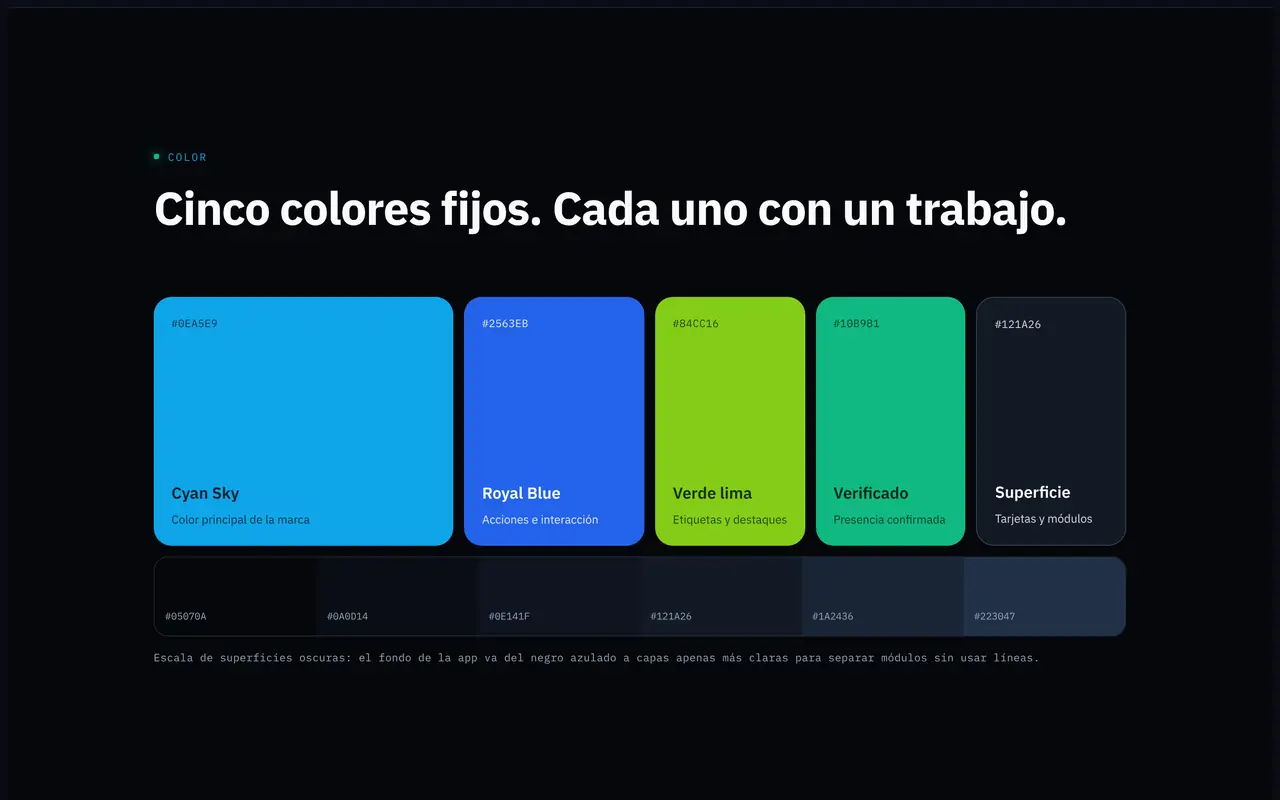 COLOR
Cinco colores fijos. Cada uno con un trabajo.
#0EA5E9
Cyan Sky
Color principal de la marca
#2563EB
Royal Blue
Acciones e interacción
#84CC16
Verde lima
Etiquetas y destaques
#10B981
Verificado
Presencia confirmada
#121A26
Superficie
Tarjetas y módulos
#05070A
#0A0D14
#0E141F
#121A26
#1A2436
#223047
Escala de superficies oscuras: el fondo de la app va del negro azulado a capas apenas más claras para separar módulos sin usar líneas.